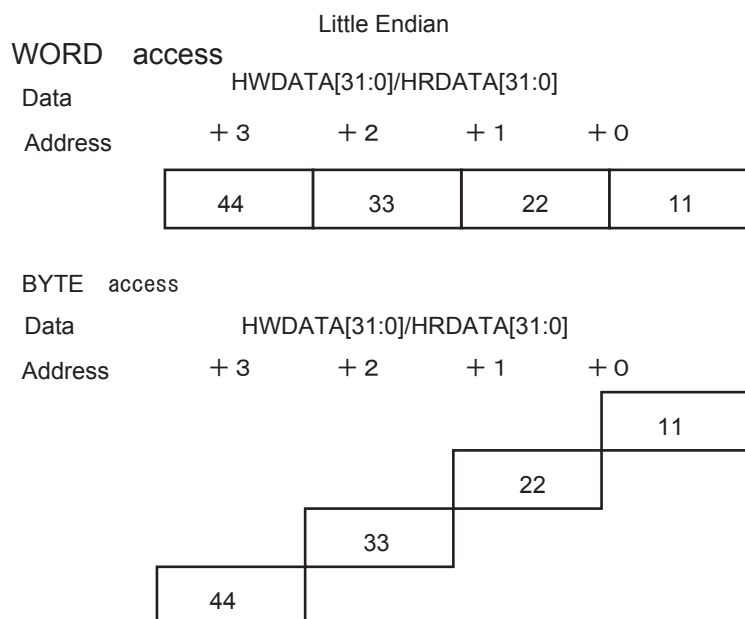 Little Endian
WORD access
Data HWDATA[31:0]/HRDATA[31:0]
Address +3 +2 +1 +0
44 33 22 11
BYTE access
Data HWDATA[31:0]/HRDATA[31:0]
Address +3 +2 +1 +0
11
22
33
44